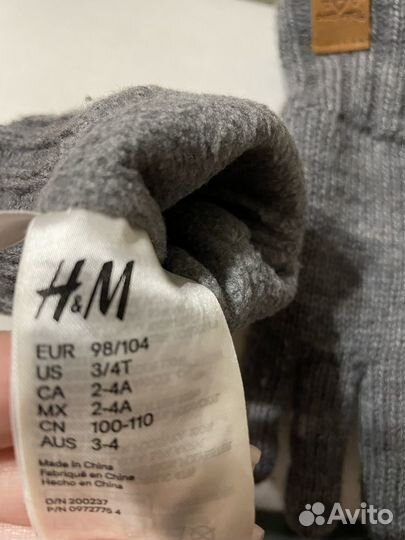 H&M
EUR 98/104
US 3/4T
CA 2-4A
MX 2-4A
CN 100-110
AUS 3-4
Made in China
Fabriqué en China
Hecho en China
D/N 200237
P/N 0972775 4
Avito